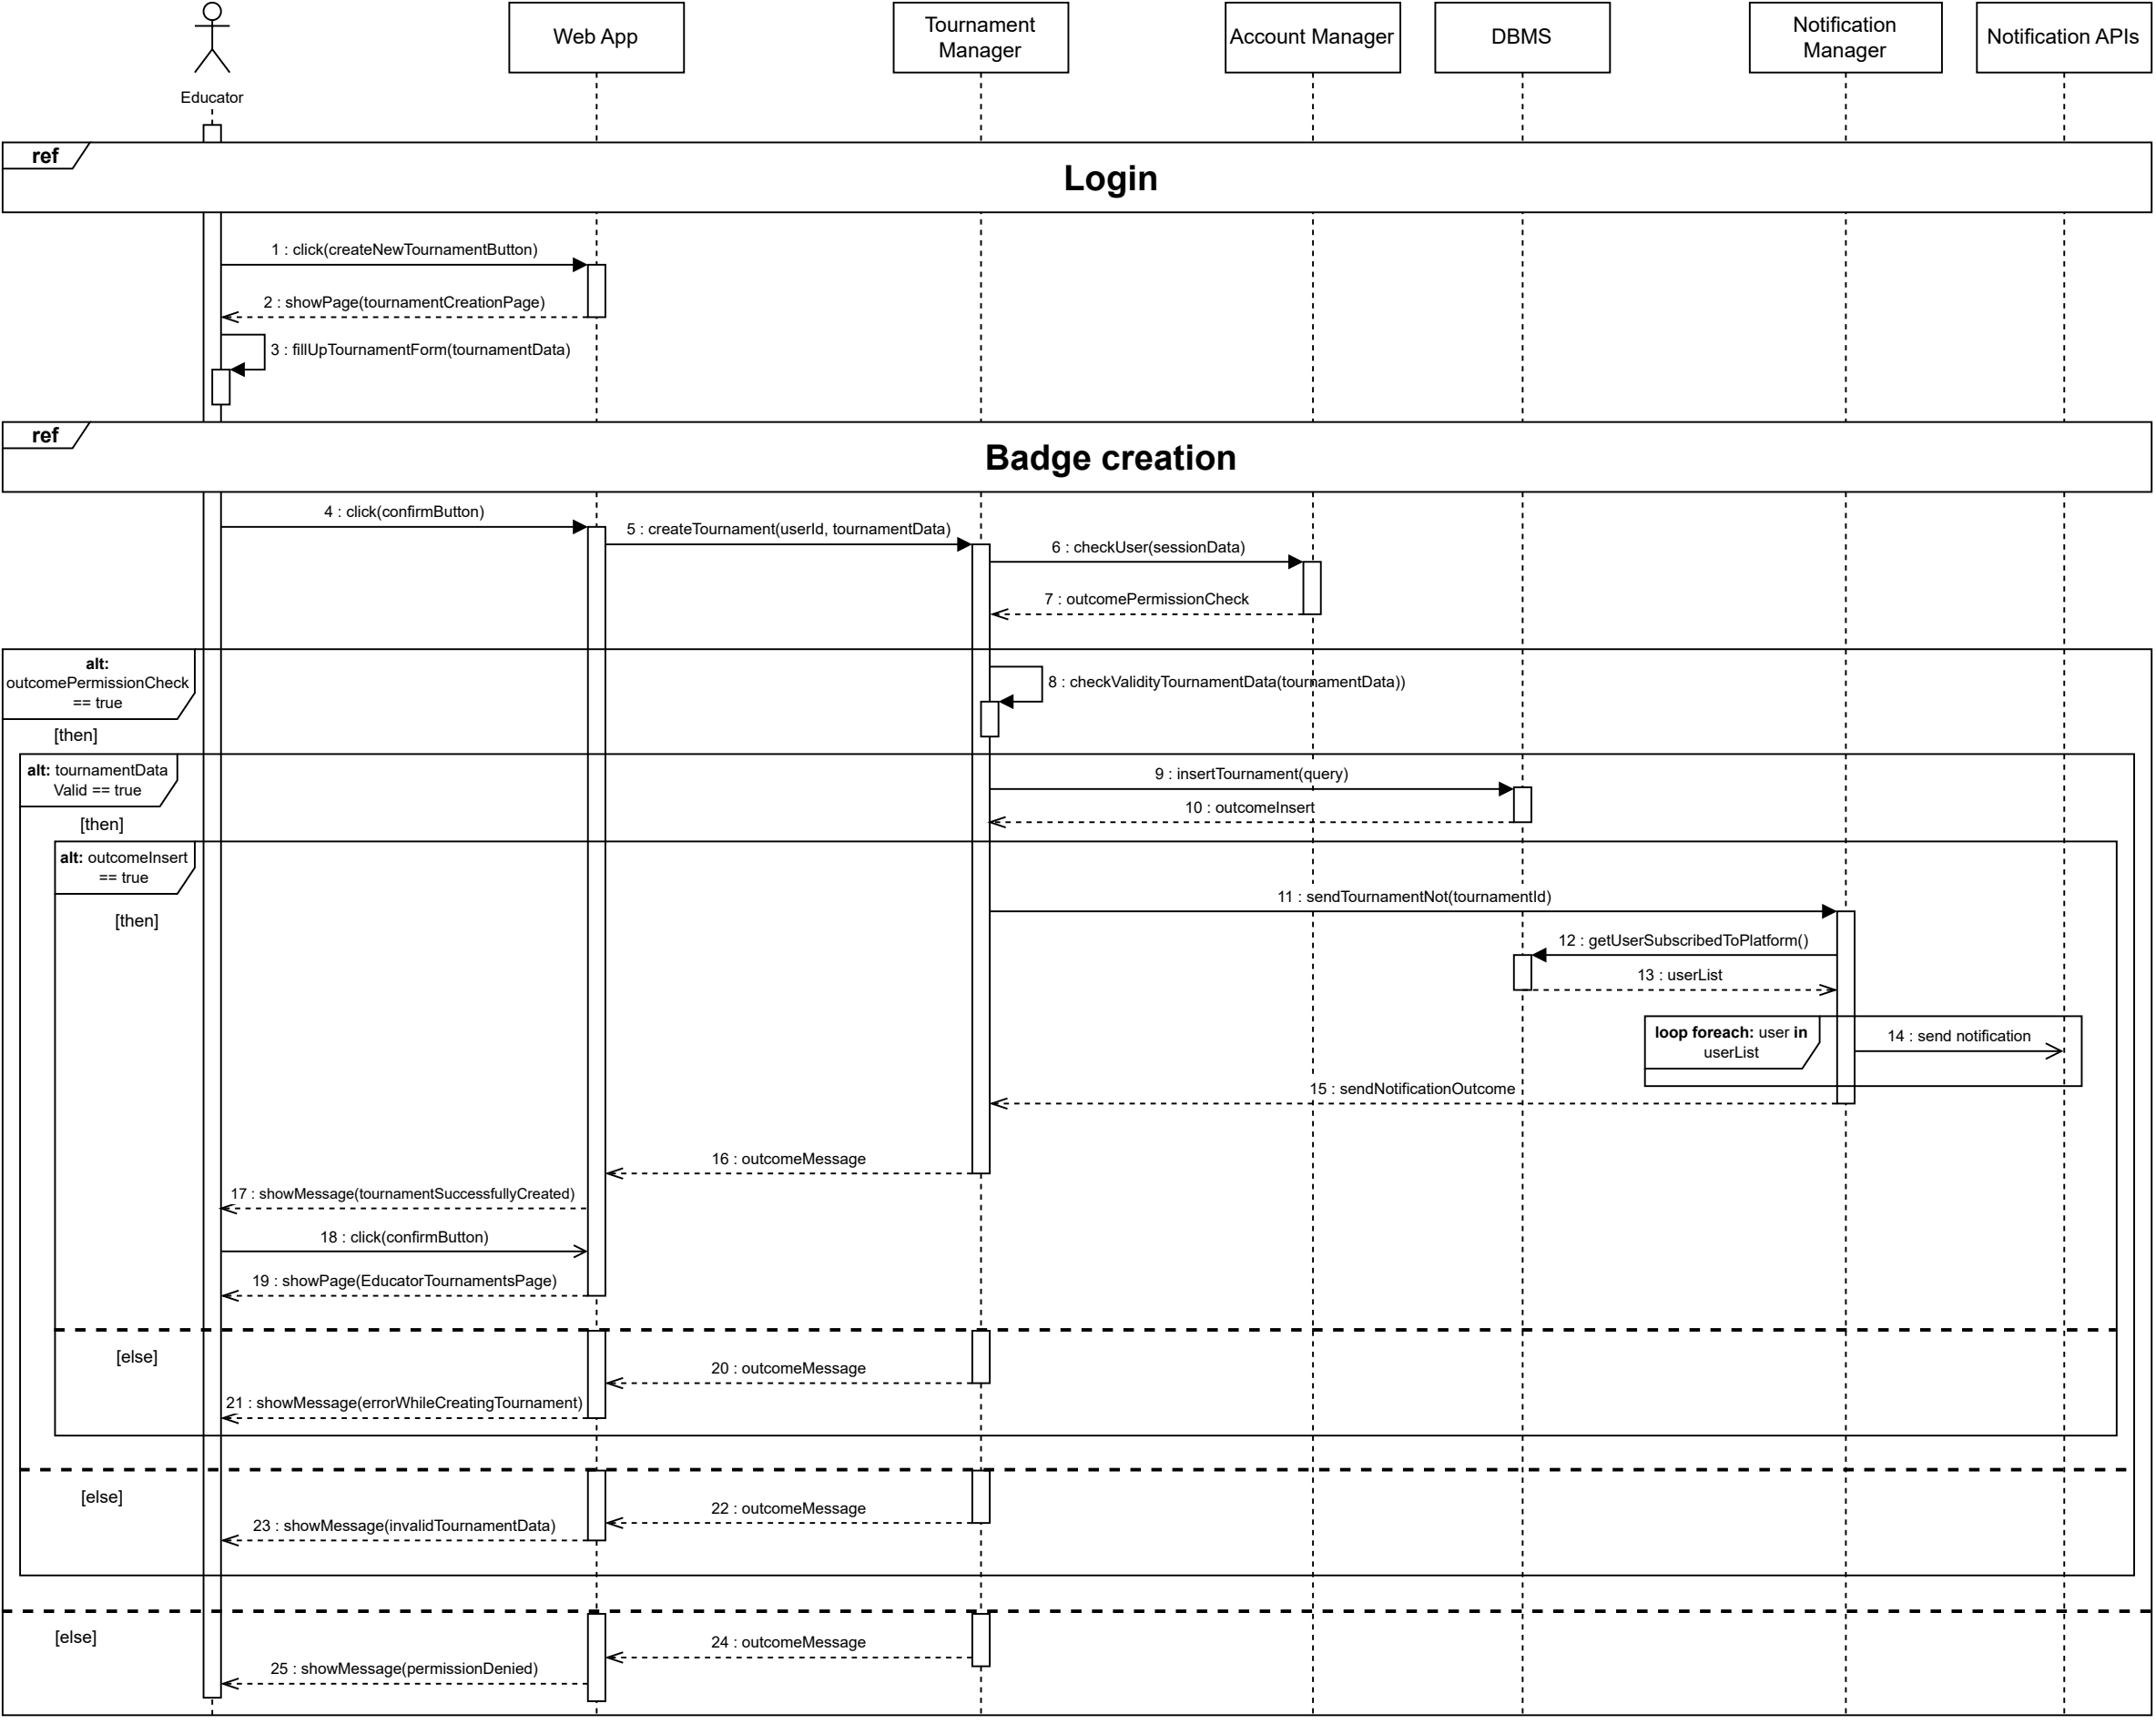 Educator
Web App
Tournament
Manager
Account Manager
DBMS
Notification
Manager
Notification APIs
ref
Login
1 : click(createNewTournamentButton)
2 : showPage(tournamentCreationPage)
3 : fillUpTournamentForm(tournamentData)
ref
Badge creation
4 : click(confirmButton)
5 : createTournament(userId, tournamentData)
6 : checkUser(sessionData)
7 : outcomePermissionCheck
alt:
outcomePermissionCheck
== true
[then]
8 : checkValidityTournamentData(tournamentData))
alt: tournamentData
Valid == true
[then]
9 : insertTournament(query)
10 : outcomeInsert
alt: outcomeInsert
== true
[then]
11 : sendTournamentNot(tournamentId)
12 : getUserSubscribedToPlatform()
13 : userList
loop foreach: user in
userList
14 : send notification
15 : sendNotificationOutcome
16 : outcomeMessage
17 : showMessage(tournamentSuccessfullyCreated)
18 : click(confirmButton)
19 : showPage(EducatorTournamentsPage)
[else]
20 : outcomeMessage
21 : showMessage(errorWhileCreatingTournament)
[else]
22 : outcomeMessage
23 : showMessage(invalidTournamentData)
[else]
24 : outcomeMessage
25 : showMessage(permissionDenied)